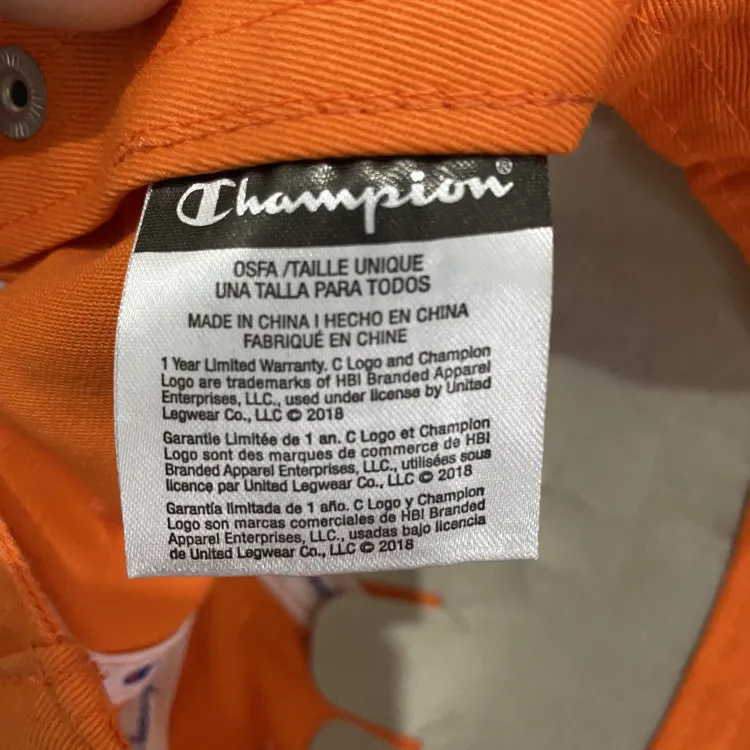 Champion®
OSFA /TAILLE UNIQUE
UNA TALLA PARA TODOS
MADE IN CHINA I HECHO EN CHINA
FABRIQUÉ EN CHINE
1 Year Limited Warranty. C Logo and Champion
Logo are trademarks of HBI Branded Apparel
Enterprises, LLC., used under license by United
Legwear Co., LLC © 2018
Garantie Limitée de 1 an. C Logo et Champion
Logo sont des marques de commerce de HBI
Branded Apparel Enterprises, LLC., utilisées sous
licence par United Legwear Co., LLC © 2018
Garantía limitada de 1 año. C Logo y Champion
Logo son marcas comerciales de HBI Branded
Apparel Enterprises, LLC., usadas bajo licencia
de United Legwear Co., LLC © 2018